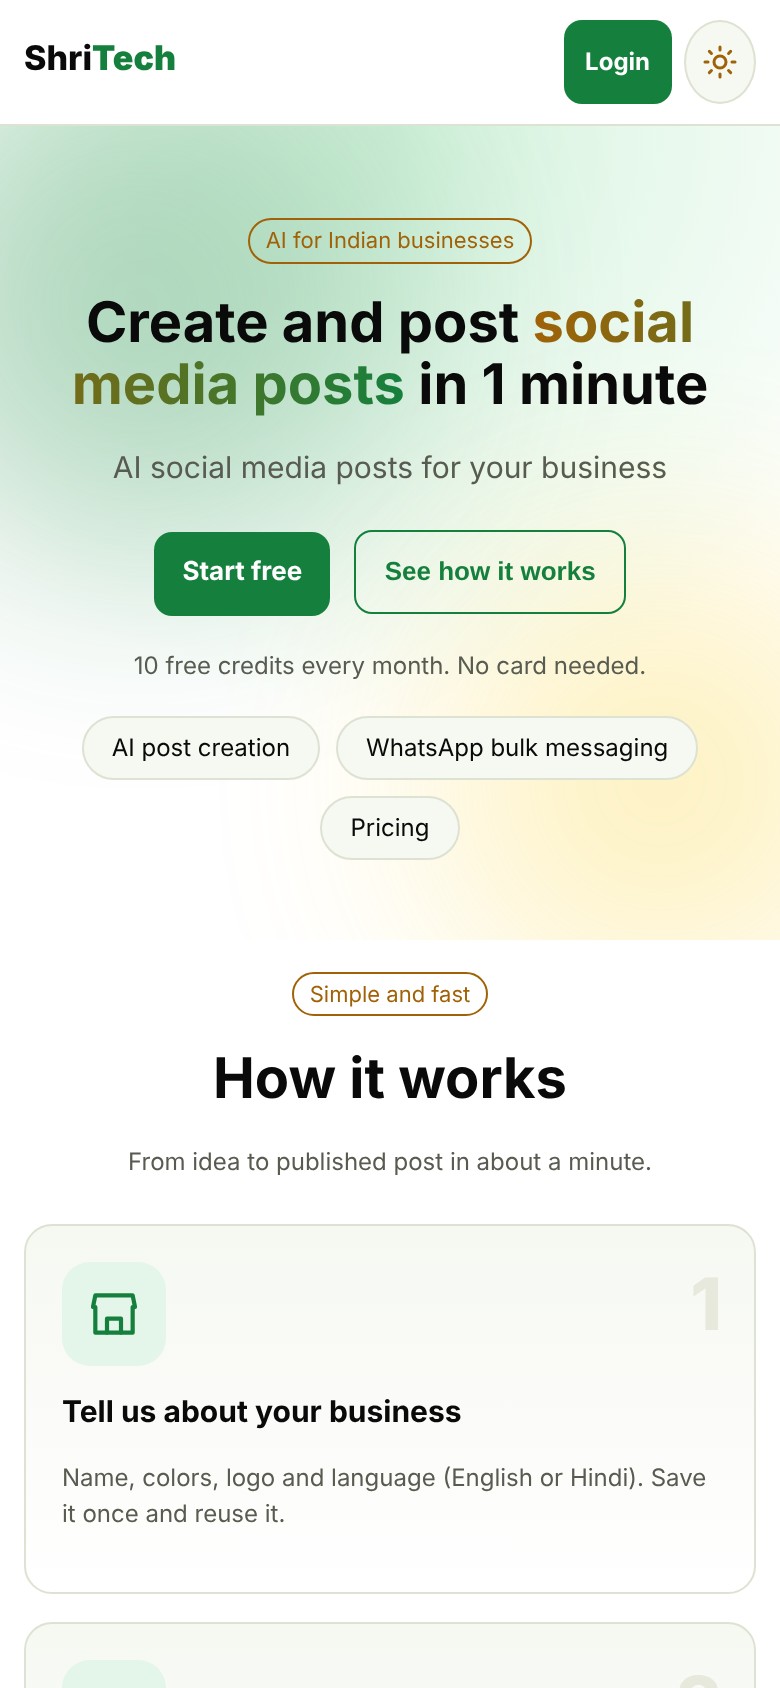 ShriTech
Login
AI for Indian businesses
Create and post social
media posts in 1 minute
AI social media posts for your business
Start free
See how it works
10 free credits every month. No card needed.
AI post creation
WhatsApp bulk messaging
Pricing
Simple and fast
How it works
From idea to published post in about a minute.
1
Tell us about your business
Name, colors, logo and language (English or Hindi). Save
it once and reuse it.